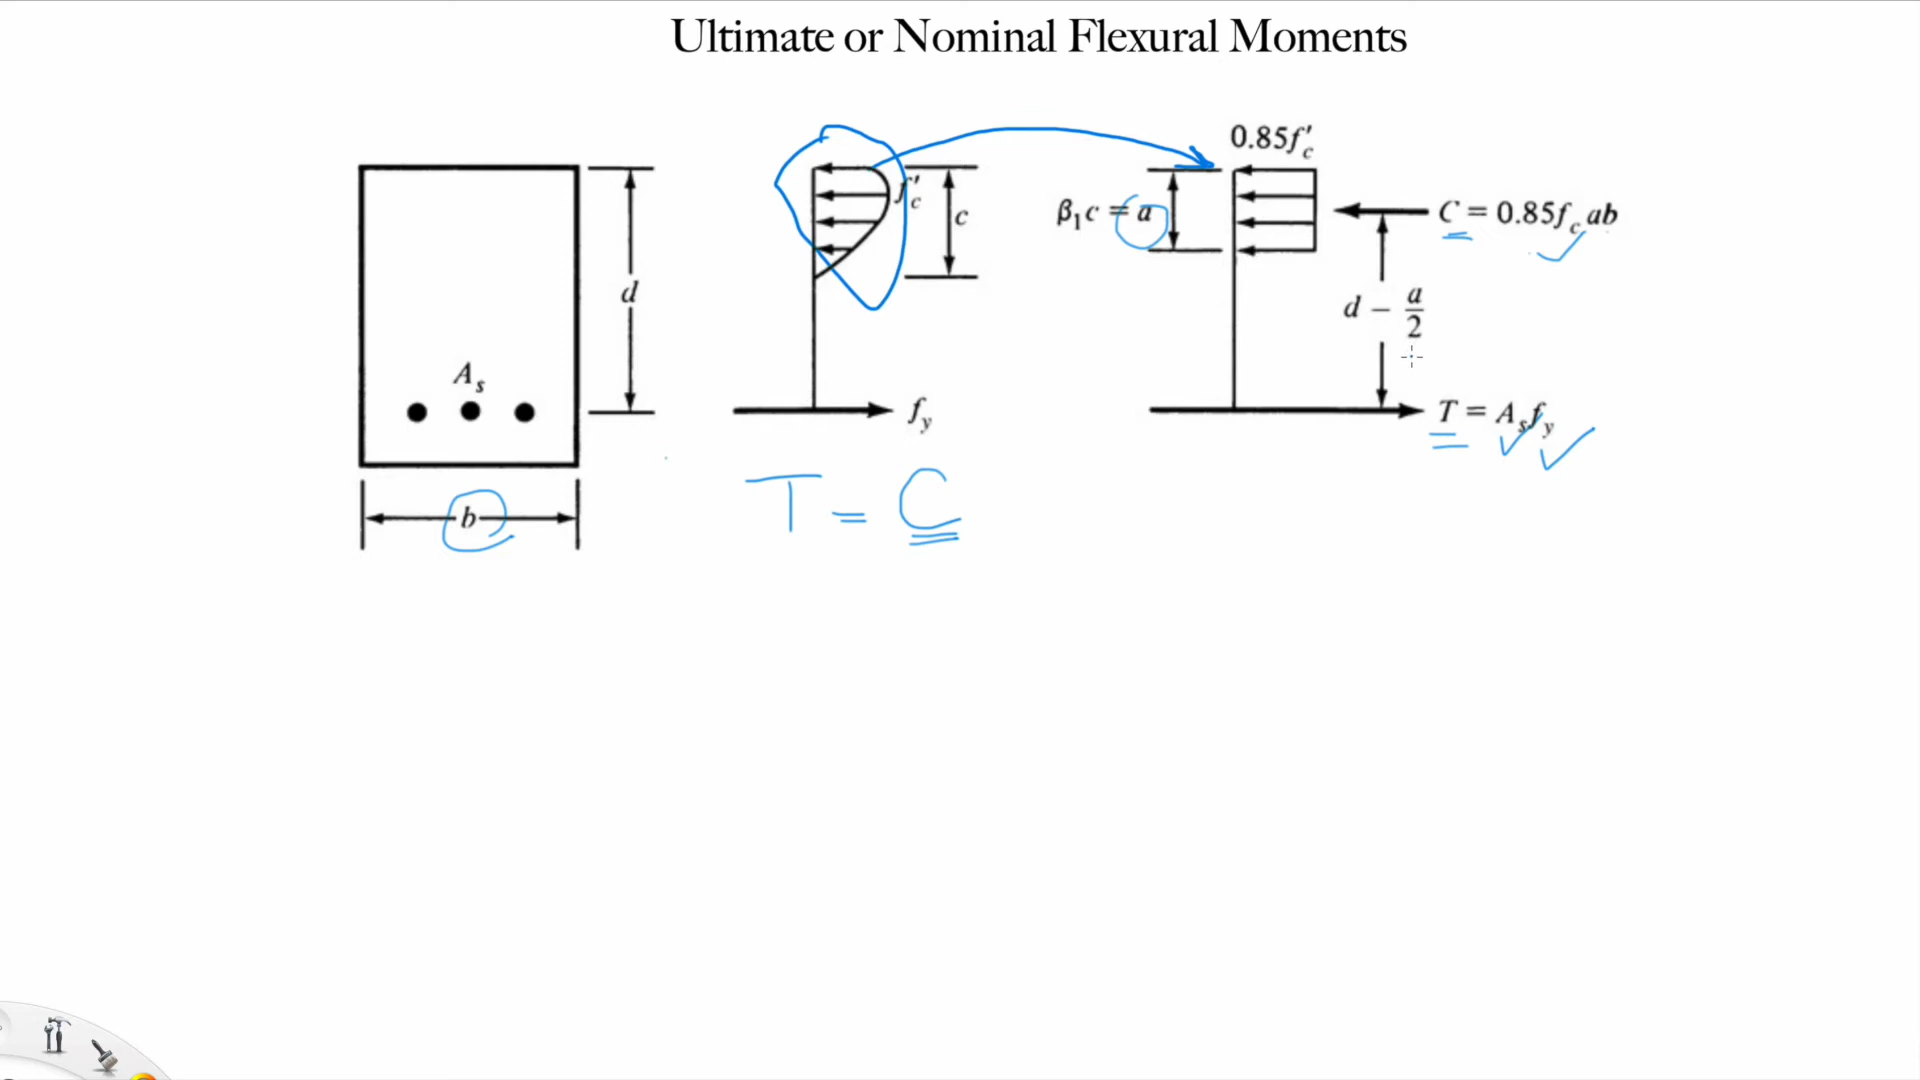 Ultimate or Nominal Flexural Moments
0.85f'c
f'c
c
β₁c = a
C = 0.85fc ab
d
d - a/2
As
fy
T = As fy
b
T = C